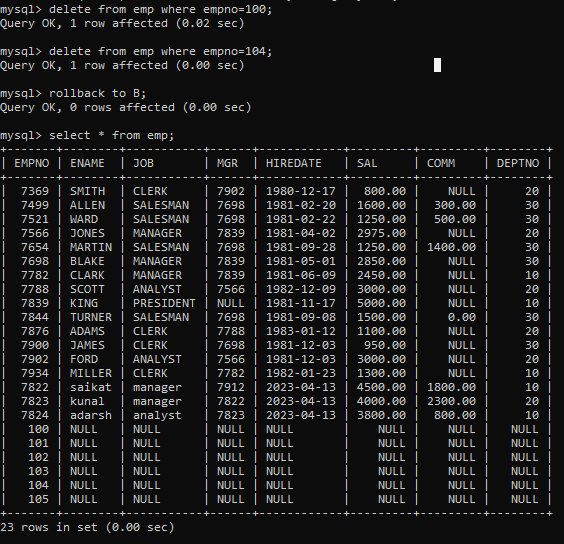 mysql> delete from emp where empno=100;
Query OK, 1 row affected (0.02 sec)
mysql> delete from emp where empno=104;
Query OK, 1 row affected (0.00 sec)
mysql> rollback to B;
Query OK, 0 rows affected (0.00 sec)
mysql> select * from emp;
+-------+--------+-----------+------+------------+---------+---------+--------+
| EMPNO | ENAME  | JOB       | MGR  | HIREDATE   | SAL     | COMM    | DEPTNO |
+-------+--------+-----------+------+------------+---------+---------+--------+
|  7369 | SMITH  | CLERK     | 7902 | 1980-12-17 |  800.00 |    NULL |     20 |
|  7499 | ALLEN  | SALESMAN  | 7698 | 1981-02-20 | 1600.00 |  300.00 |     30 |
|  7521 | WARD   | SALESMAN  | 7698 | 1981-02-22 | 1250.00 |  500.00 |     30 |
|  7566 | JONES  | MANAGER   | 7839 | 1981-04-02 | 2975.00 |    NULL |     20 |
|  7654 | MARTIN | SALESMAN  | 7698 | 1981-09-28 | 1250.00 | 1400.00 |     30 |
|  7698 | BLAKE  | MANAGER   | 7839 | 1981-05-01 | 2850.00 |    NULL |     30 |
|  7782 | CLARK  | MANAGER   | 7839 | 1981-06-09 | 2450.00 |    NULL |     10 |
|  7788 | SCOTT  | ANALYST   | 7566 | 1982-12-09 | 3000.00 |    NULL |     20 |
|  7839 | KING   | PRESIDENT | NULL | 1981-11-17 | 5000.00 |    NULL |     10 |
|  7844 | TURNER | SALESMAN  | 7698 | 1981-09-08 | 1500.00 |    0.00 |     30 |
|  7876 | ADAMS  | CLERK     | 7788 | 1983-01-12 | 1100.00 |    NULL |     20 |
|  7900 | JAMES  | CLERK     | 7698 | 1981-12-03 |  950.00 |    NULL |     30 |
|  7902 | FORD   | ANALYST   | 7566 | 1981-12-03 | 3000.00 |    NULL |     20 |
|  7934 | MILLER | CLERK     | 7782 | 1982-01-23 | 1300.00 |    NULL |     10 |
|  7822 | saikat | manager   | 7912 | 2023-04-13 | 4500.00 | 1800.00 |     10 |
|  7823 | kunal  | manager   | 7822 | 2023-04-13 | 4000.00 | 2300.00 |     20 |
|  7824 | adarsh | analyst   | 7823 | 2023-04-13 | 3800.00 |  800.00 |     10 |
|   100 | NULL   | NULL      | NULL | NULL       |    NULL |    NULL |   NULL |
|   101 | NULL   | NULL      | NULL | NULL       |    NULL |    NULL |   NULL |
|   102 | NULL   | NULL      | NULL | NULL       |    NULL |    NULL |   NULL |
|   103 | NULL   | NULL      | NULL | NULL       |    NULL |    NULL |   NULL |
|   104 | NULL   | NULL      | NULL | NULL       |    NULL |    NULL |   NULL |
|   105 | NULL   | NULL      | NULL | NULL       |    NULL |    NULL |   NULL |
+-------+--------+-----------+------+------------+---------+---------+--------+
23 rows in set (0.00 sec)